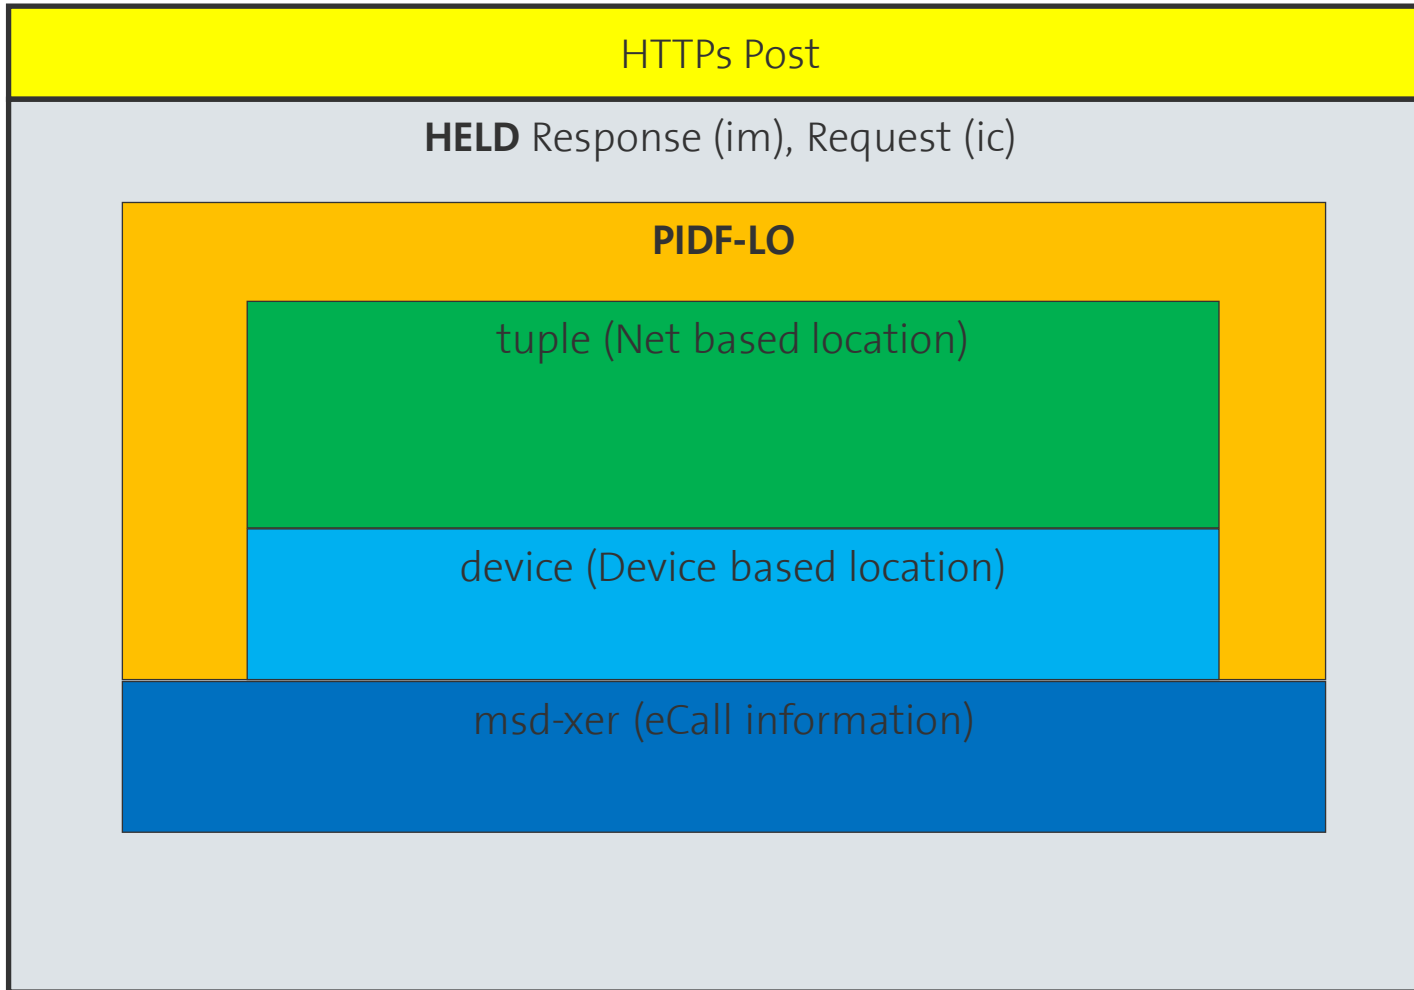 HTTPs Post
HELD Response (im), Request (ic)
PIDF-LO
tuple (Net based location)
device (Device based location)
msd-xer (eCall information)